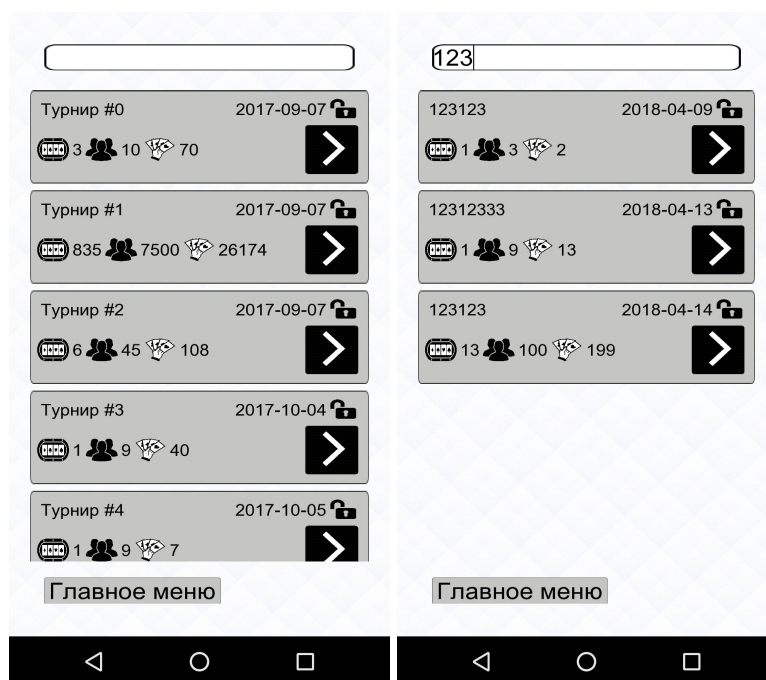 Турнир #0 2017-09-07
3 10 70
Турнир #1 2017-09-07
835 7500 26174
Турнир #2 2017-09-07
6 45 108
Турнир #3 2017-10-04
1 9 40
Турнир #4 2017-10-05
1 9 7
Главное меню
123
123123 2018-04-09
1 3 2
12312333 2018-04-13
1 9 13
123123 2018-04-14
13 100 199
Главное меню